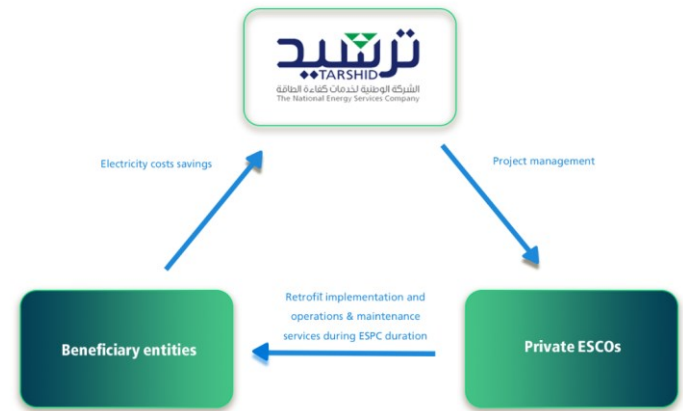 ترشيد
TARSHID
الشركة الوطنية لخدمات كفاءة الطاقة
The National Energy Services Company
Electricity costs savings
Project management
Retrofit implementation and
operations & maintenance
services during ESPC duration
Beneficiary entities
Private ESCOs